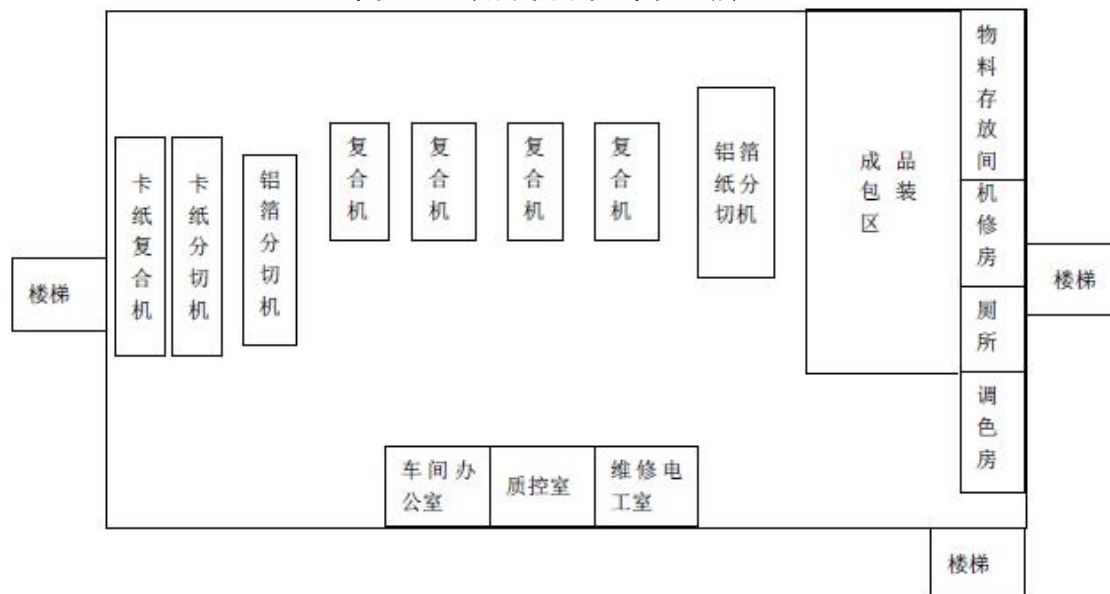 物料存放间
卡纸复合机
卡纸分切机
铝箔分切机
复合机
复合机
复合机
复合机
铝箔
纸分
切机
成品
包装
区
机修房
楼梯
楼梯
厕所
调色房
车间办
公室
质控室
维修电
工室
楼梯